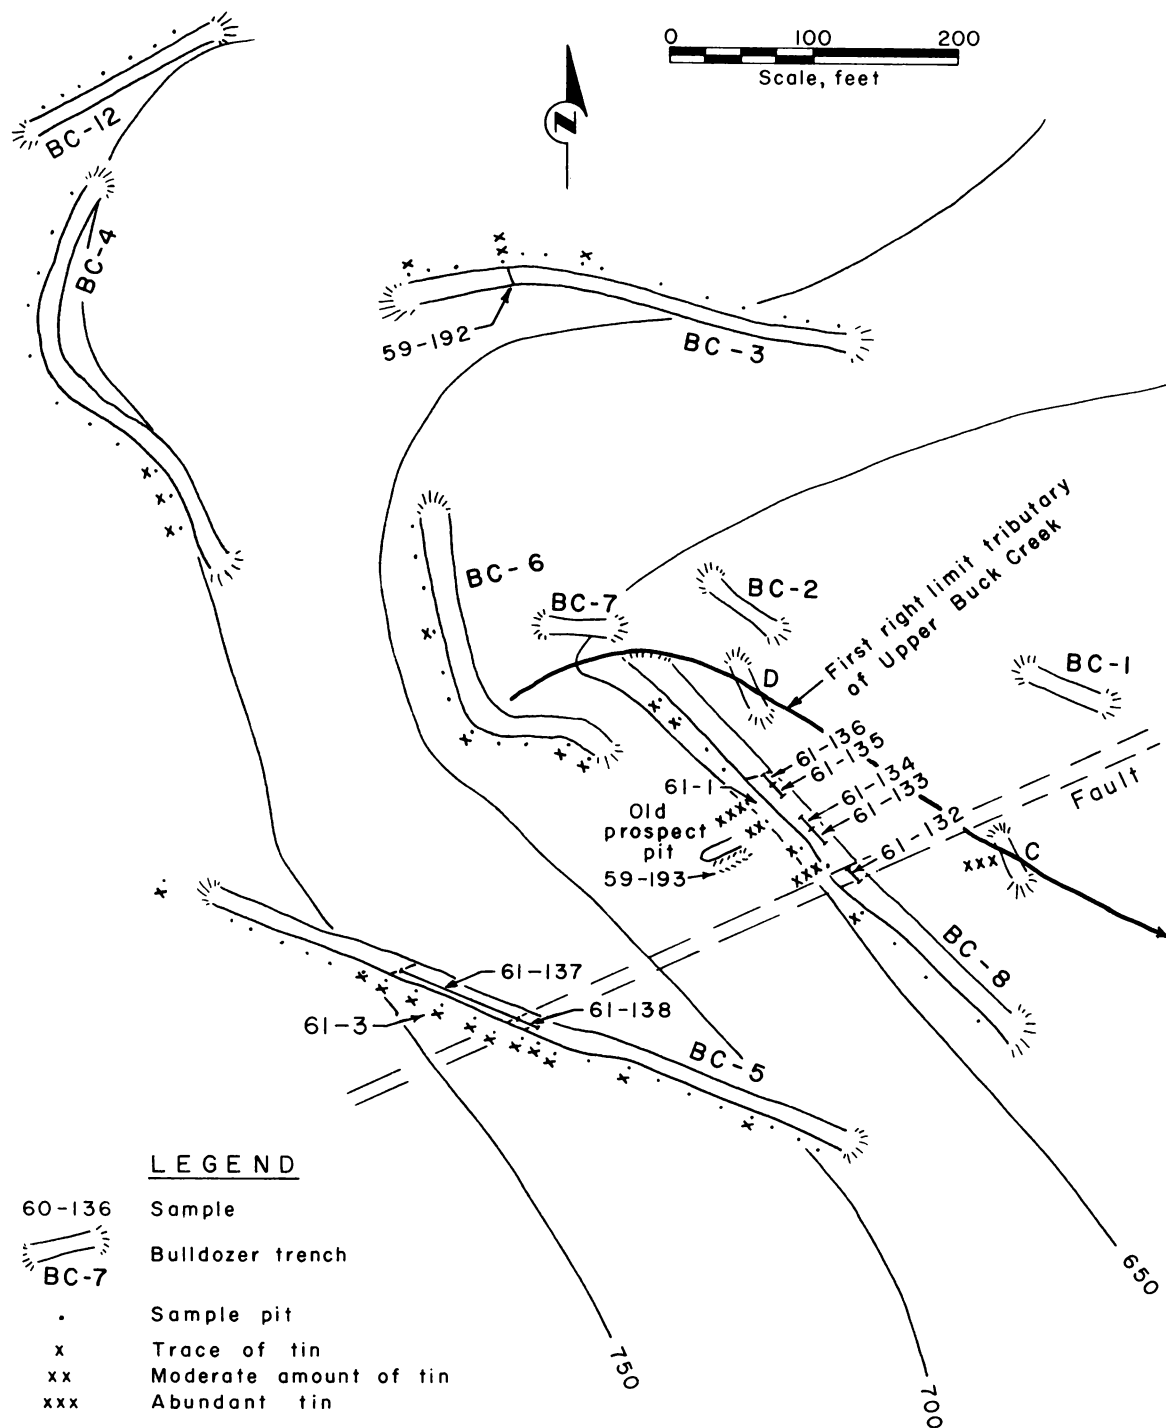 0 100 200
Scale, feet
N
BC-12
BC-4
59-192
BC-3
BC-6
BC-7
BC-2
First right limit tributary
of Upper Buck Creek
D
BC-1
61-136
61-135
61-134
61-133
61-132
61-1
xxxx
xx
x
xxx
Old
prospect
pit
59-193
Fault
xxx
C
BC-8
61-137
61-138
61-3
BC-5
650
700
750
LEGEND
60-136 Sample
BC-7 Bulldozer trench
. Sample pit
x Trace of tin
xx Moderate amount of tin
xxx Abundant tin